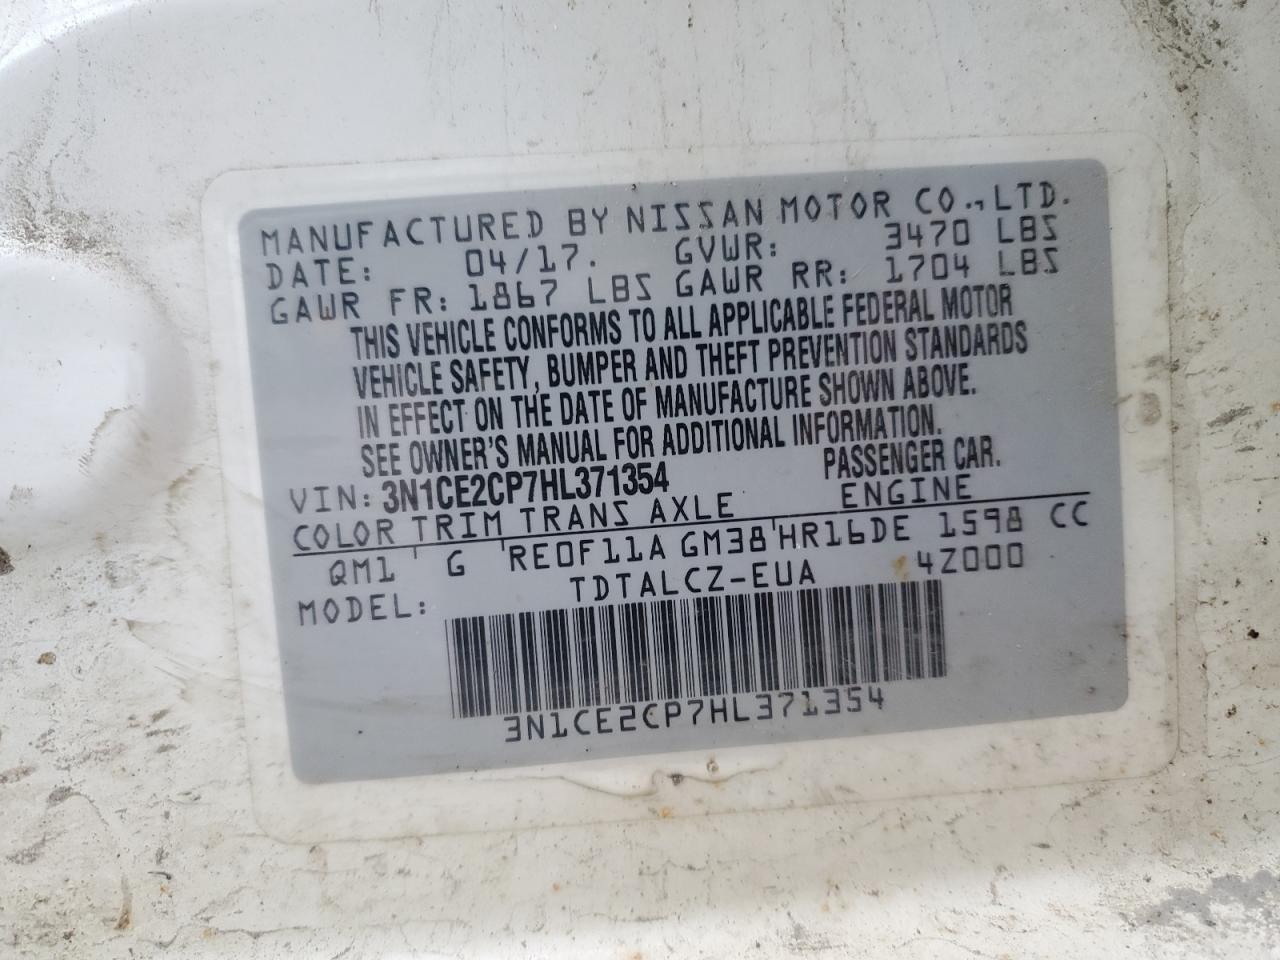 MANUFACTURED BY NISSAN MOTOR CO., LTD.
DATE: 04/17. GVWR: 3470 LBS
GAWR FR: 1867 LBS GAWR RR: 1704 LBS
THIS VEHICLE CONFORMS TO ALL APPLICABLE FEDERAL MOTOR
VEHICLE SAFETY, BUMPER AND THEFT PREVENTION STANDARDS
IN EFFECT ON THE DATE OF MANUFACTURE SHOWN ABOVE.
SEE OWNER'S MANUAL FOR ADDITIONAL INFORMATION.
VIN: 3N1CE2CP7HL371354 PASSENGER CAR.
COLOR TRIM TRANS AXLE ENGINE
QM1 ' G 'RE0F11A GM38'HR16DE 1598 CC
MODEL: TDTALCZ-EUA 4Z000
3N1CE2CP7HL371354